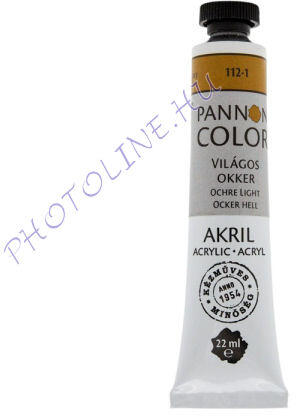 112-1
PANNON
COLOR
VILÁGOS
OKKER
OCHRE LIGHT
OCKER HELL
AKRIL
ACRYLIC • ACRYL
KÉZMŰVES
ANNO
1954
MINŐSÉG
22 ml
e
PHOTOLINE.HU